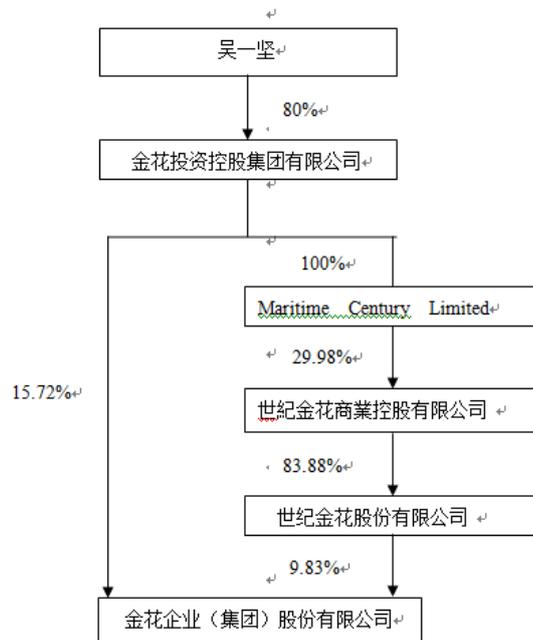 吴一坚
80%
金花投资控股集团有限公司
100%
Maritime Century Limited
29.98%
15.72%
世紀金花商業控股有限公司
83.88%
世纪金花股份有限公司
9.83%
金花企业（集团）股份有限公司